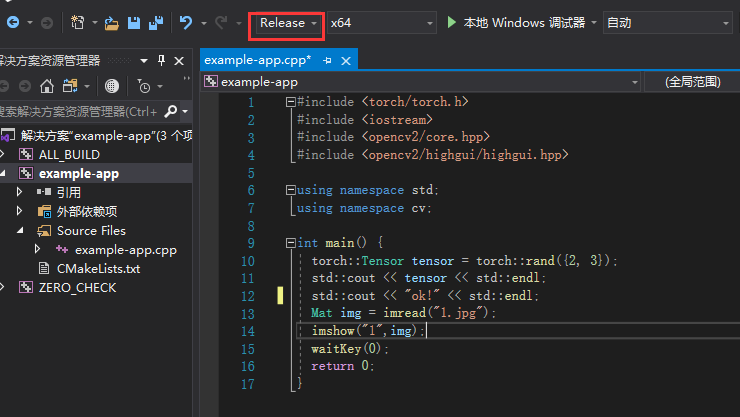 Release x64 本地 Windows 调试器 自动
解决方案资源管理器
example-app.cpp*
example-app (全局范围)
搜索解决方案资源管理器(Ctrl+
解决方案"example-app"(3 个项
ALL_BUILD
example-app
引用
外部依赖项
Source Files
example-app.cpp
CMakeLists.txt
ZERO_CHECK
1 #include <torch/torch.h>
2 #include <iostream>
3 #include <opencv2/core.hpp>
4 #include <opencv2/highgui/highgui.hpp>
5
6 using namespace std;
7 using namespace cv;
8
9 int main() {
10 torch::Tensor tensor = torch::rand({2, 3});
11 std::cout << tensor << std::endl;
12 std::cout << "ok!" << std::endl;
13 Mat img = imread("1.jpg");
14 imshow("1",img);
15 waitKey(0);
16 return 0;
17 }